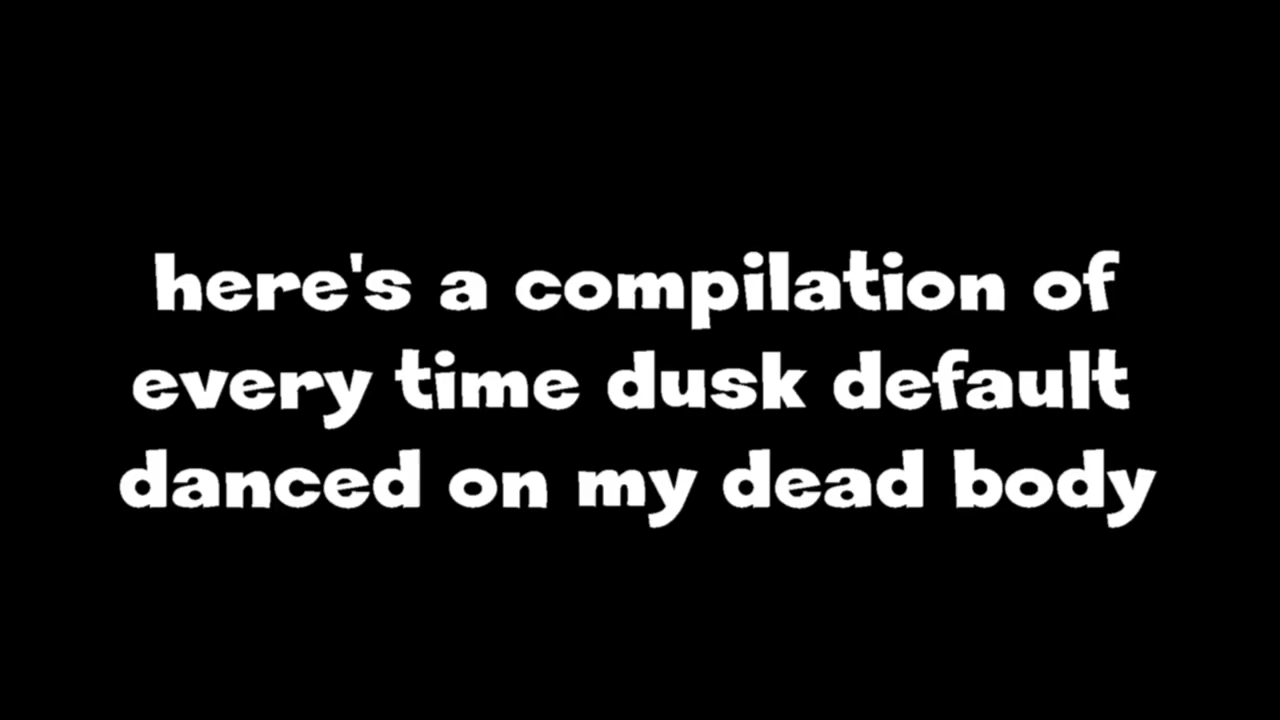 here's a compilation of
every time dusk default
danced on my dead body